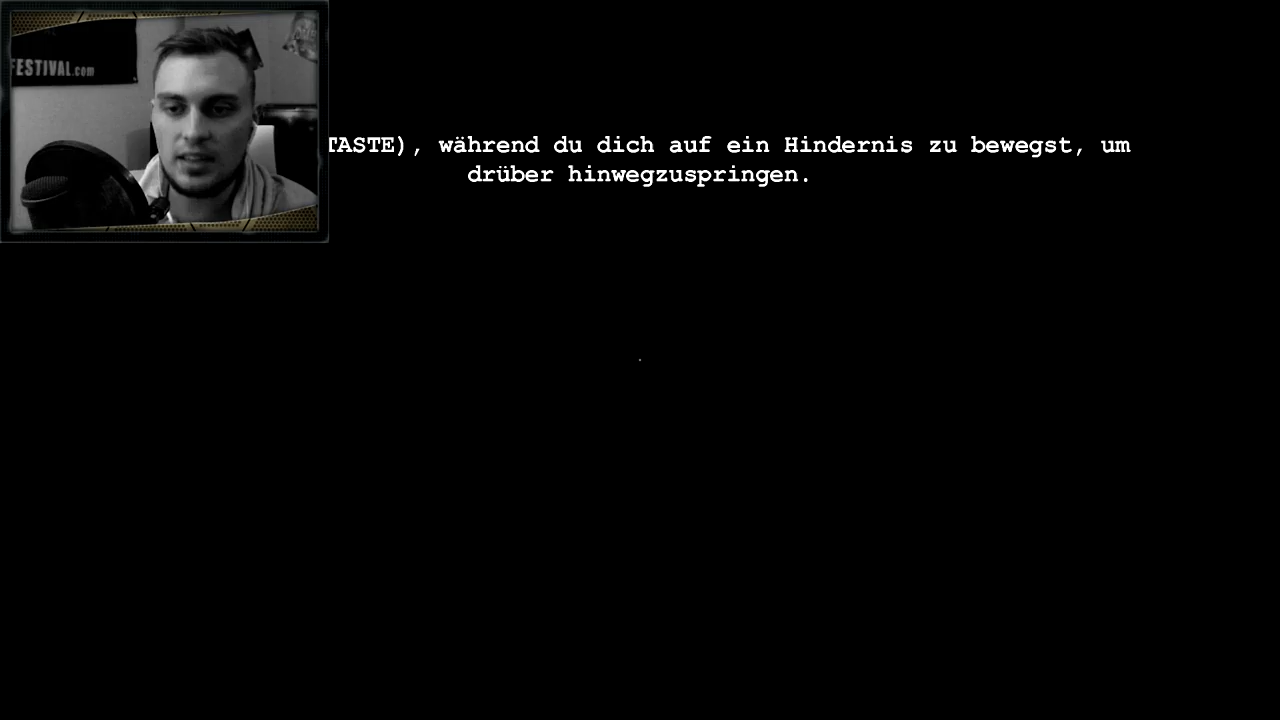 FESTIVAL.com
TASTE), während du dich auf ein Hindernis zu bewegst, um
drüber hinwegzuspringen.